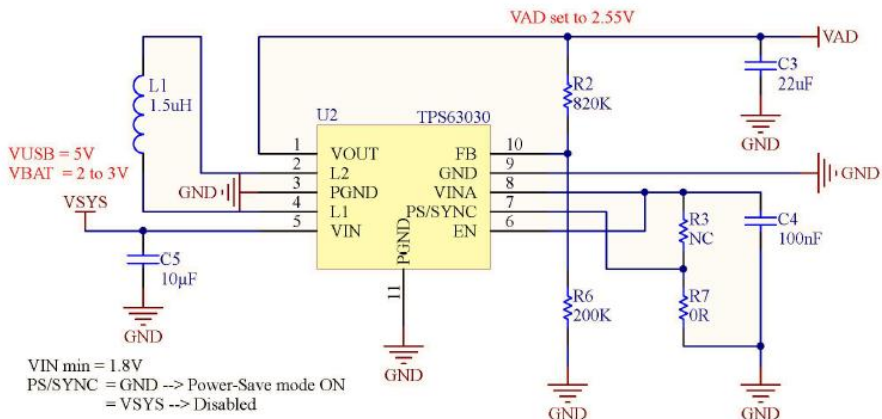 VAD set to 2.55V
VAD
L1
1.5uH
R2
820K
C3
22uF
GND
U2
TPS63030
VUSB = 5V
VBAT = 2 to 3V
VSYS
1 VOUT
2 L2
3 PGND
4 L1
5 VIN
FB 10
GND 9
VINA 8
PS/SYNC 7
EN 6
PGND
11
GND
GND
R3
NC
C4
100nF
C5
10µF
GND
R6
200K
R7
0R
GND
GND
GND
VIN min = 1.8V
PS/SYNC = GND --> Power-Save mode ON
= VSYS --> Disabled